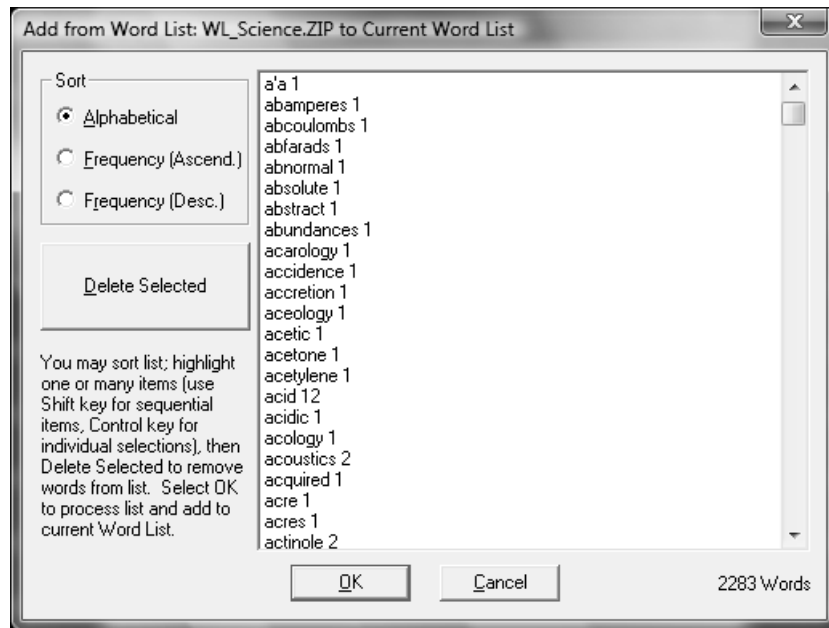 Add from Word List: WL_Science.ZIP to Current Word List
Sort
Alphabetical
Frequency (Ascend.)
Frequency (Desc.)
Delete Selected
You may sort list; highlight
one or many items (use
Shift key for sequential
items, Control key for
individual selections), then
Delete Selected to remove
words from list. Select OK
to process list and add to
current Word List.
a'a 1
abamperes 1
abcoulombs 1
abfarads 1
abnormal 1
absolute 1
abstract 1
abundances 1
acarology 1
accidence 1
accretion 1
aceology 1
acetic 1
acetone 1
acetylene 1
acid 12
acidic 1
acology 1
acoustics 2
acquired 1
acre 1
acres 1
actinole 2
OK
Cancel
2283 Words